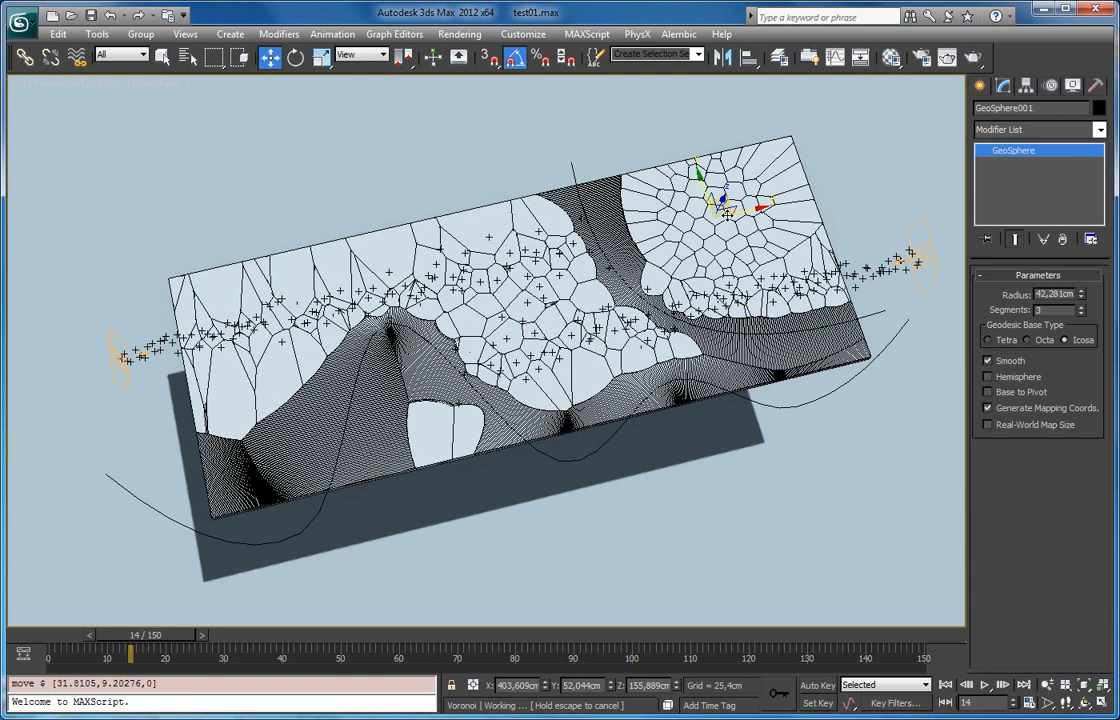 Autodesk 3ds Max 2012 x64 test01.max
Type a keyword or phrase
Edit Tools Group Views Create Modifiers Animation Graph Editors Rendering Customize MAXScript PhysX Alembic Help
All View 3 Create Selection Se
GeoSphere001
Modifier List
GeoSphere
- Parameters
Radius: 42,281cm
Segments: 3
Geodesic Base Type
Tetra Octa Icosa
Smooth
Hemisphere
Base to Pivot
Generate Mapping Coords.
Real-World Map Size
z
< 14 / 150 >
0 10 20 30 40 50 60 70 80 90 100 110 120 130 140 150
move $ [31.8105,9.20276,0]
Welcome to MAXScript.
X: 403,609cm Y: 52,044cm Z: 155,889cm Grid = 25,4cm
Voronoi | Working ... [ Hold escape to cancel ] Add Time Tag
Auto Key Selected
Set Key Key Filters... 14